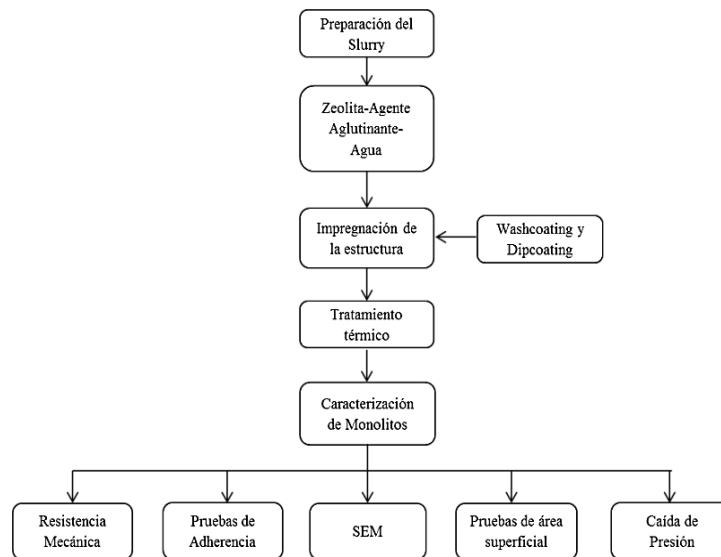 Preparación del
Slurry
Zeolita-Agente
Aglutinante-
Agua
Impregnación de
la estructura
Washcoating y
Dipcoating
Tratamiento
térmico
Caracterización
de Monolitos
Resistencia
Mecánica
Pruebas de
Adherencia
SEM
Pruebas de área
superficial
Caída de
Presión